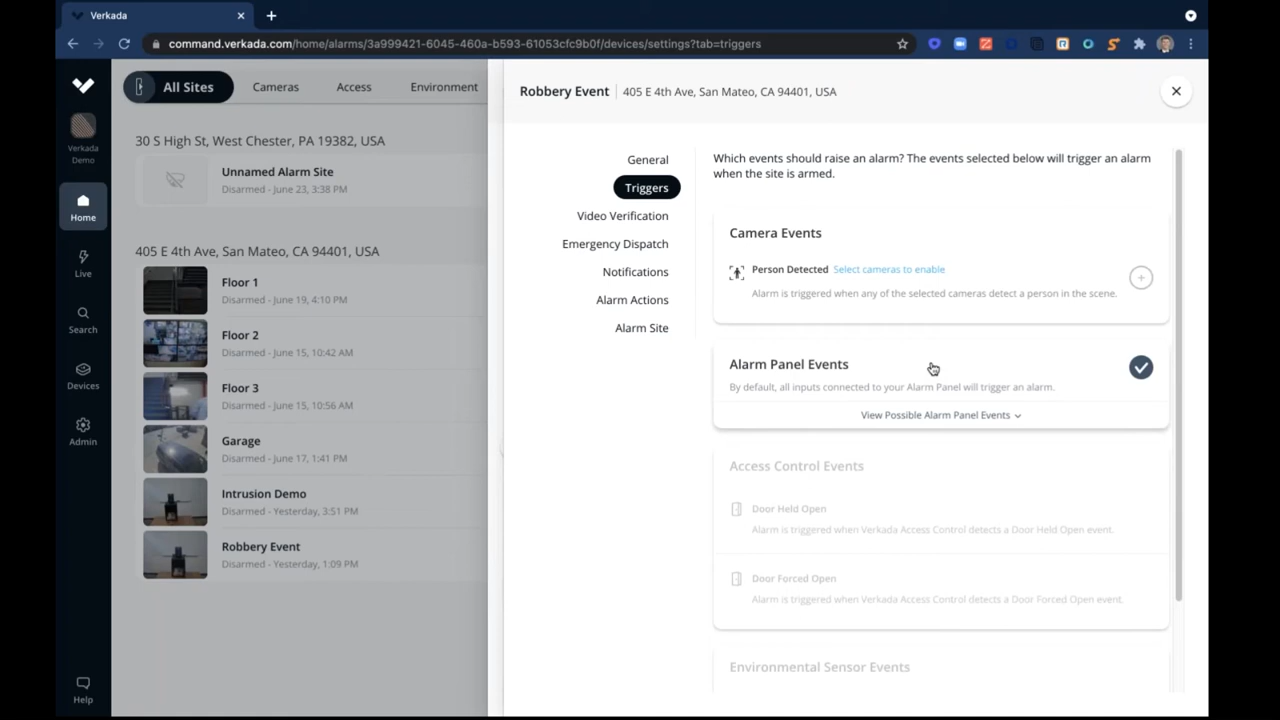 Verkada
command.verkada.com/home/alarms/3a999421-6045-460a-b593-61053cfc9b0f/devices/settings?tab=triggers
Verkada
Demo
Home
Live
Search
Devices
Admin
Help
All Sites
Cameras
Access
Environment
30 S High St, West Chester, PA 19382, USA
Unnamed Alarm Site
Disarmed - June 23, 3:38 PM
405 E 4th Ave, San Mateo, CA 94401, USA
Floor 1
Disarmed - June 19, 4:10 PM
Floor 2
Disarmed - June 15, 10:42 AM
Floor 3
Disarmed - June 15, 10:56 AM
Garage
Disarmed - June 17, 1:41 PM
Intrusion Demo
Disarmed - Yesterday, 3:51 PM
Robbery Event
Disarmed - Yesterday, 1:09 PM
Robbery Event 405 E 4th Ave, San Mateo, CA 94401, USA
General
Triggers
Video Verification
Emergency Dispatch
Notifications
Alarm Actions
Alarm Site
Which events should raise an alarm? The events selected below will trigger an alarm
when the site is armed.
Camera Events
Person Detected Select cameras to enable
Alarm is triggered when any of the selected cameras detect a person in the scene.
Alarm Panel Events
By default, all inputs connected to your Alarm Panel will trigger an alarm.
View Possible Alarm Panel Events
Access Control Events
Door Held Open
Alarm is triggered when Verkada Access Control detects a Door Held Open event.
Door Forced Open
Alarm is triggered when Verkada Access Control detects a Door Forced Open event.
Environmental Sensor Events